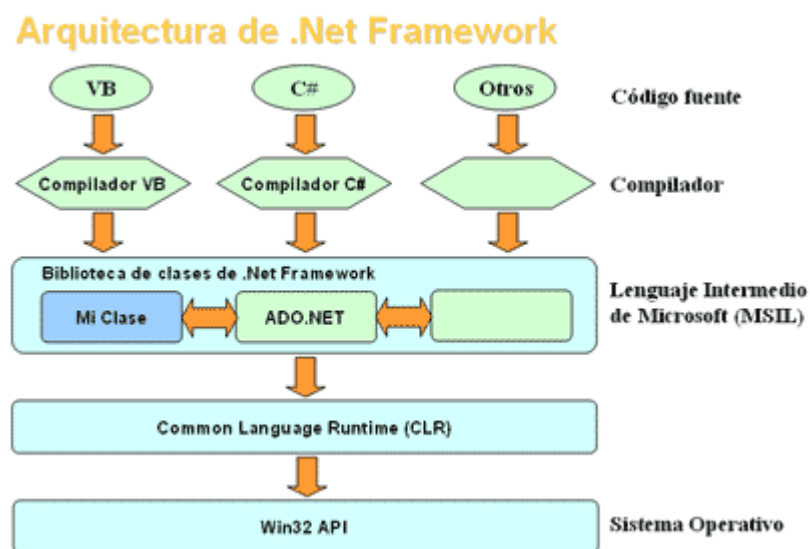 Arquitectura de .Net Framework
VB
C#
Otros
Código fuente
Compilador VB
Compilador C#
Compilador
Biblioteca de clases de .Net Framework
Mi Clase
ADO.NET
Lenguaje Intermedio
de Microsoft (MSIL)
Common Language Runtime (CLR)
Win32 API
Sistema Operativo